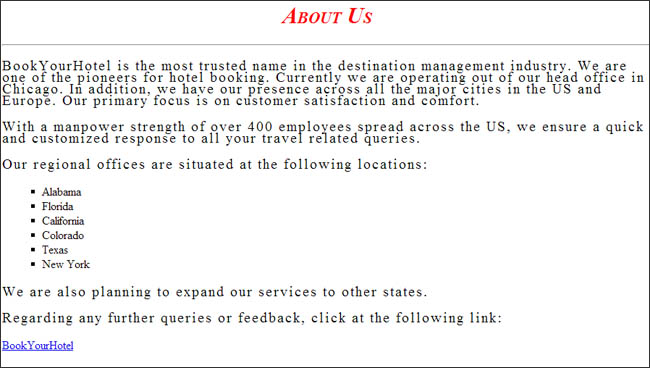 About Us
BookYourHotel is the most trusted name in the destination management industry. We are
one of the pioneers for hotel booking. Currently we are operating out of our head office in
Chicago. In addition, we have our presence across all the major cities in the US and
Europe. Our primary focus is on customer satisfaction and comfort.
With a manpower strength of over 400 employees spread across the US, we ensure a quick
and customized response to all your travel related queries.
Our regional offices are situated at the following locations:
Alabama
Florida
California
Colorado
Texas
New York
We are also planning to expand our services to other states.
Regarding any further queries or feedback, click at the following link:
BookYourHotel